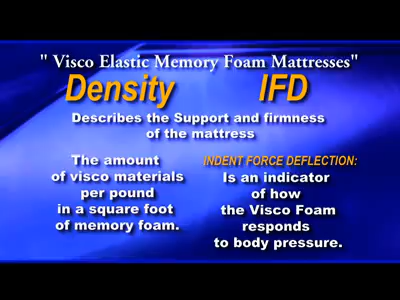 " Visco Elastic Memory Foam Mattresses"
Density IFD
Describes the Support and firmness
of the mattress
The amount
of visco materials
per pound
in a square foot
of memory foam.
INDENT FORCE DEFLECTION:
Is an indicator
of how
the Visco Foam
responds
to body pressure.